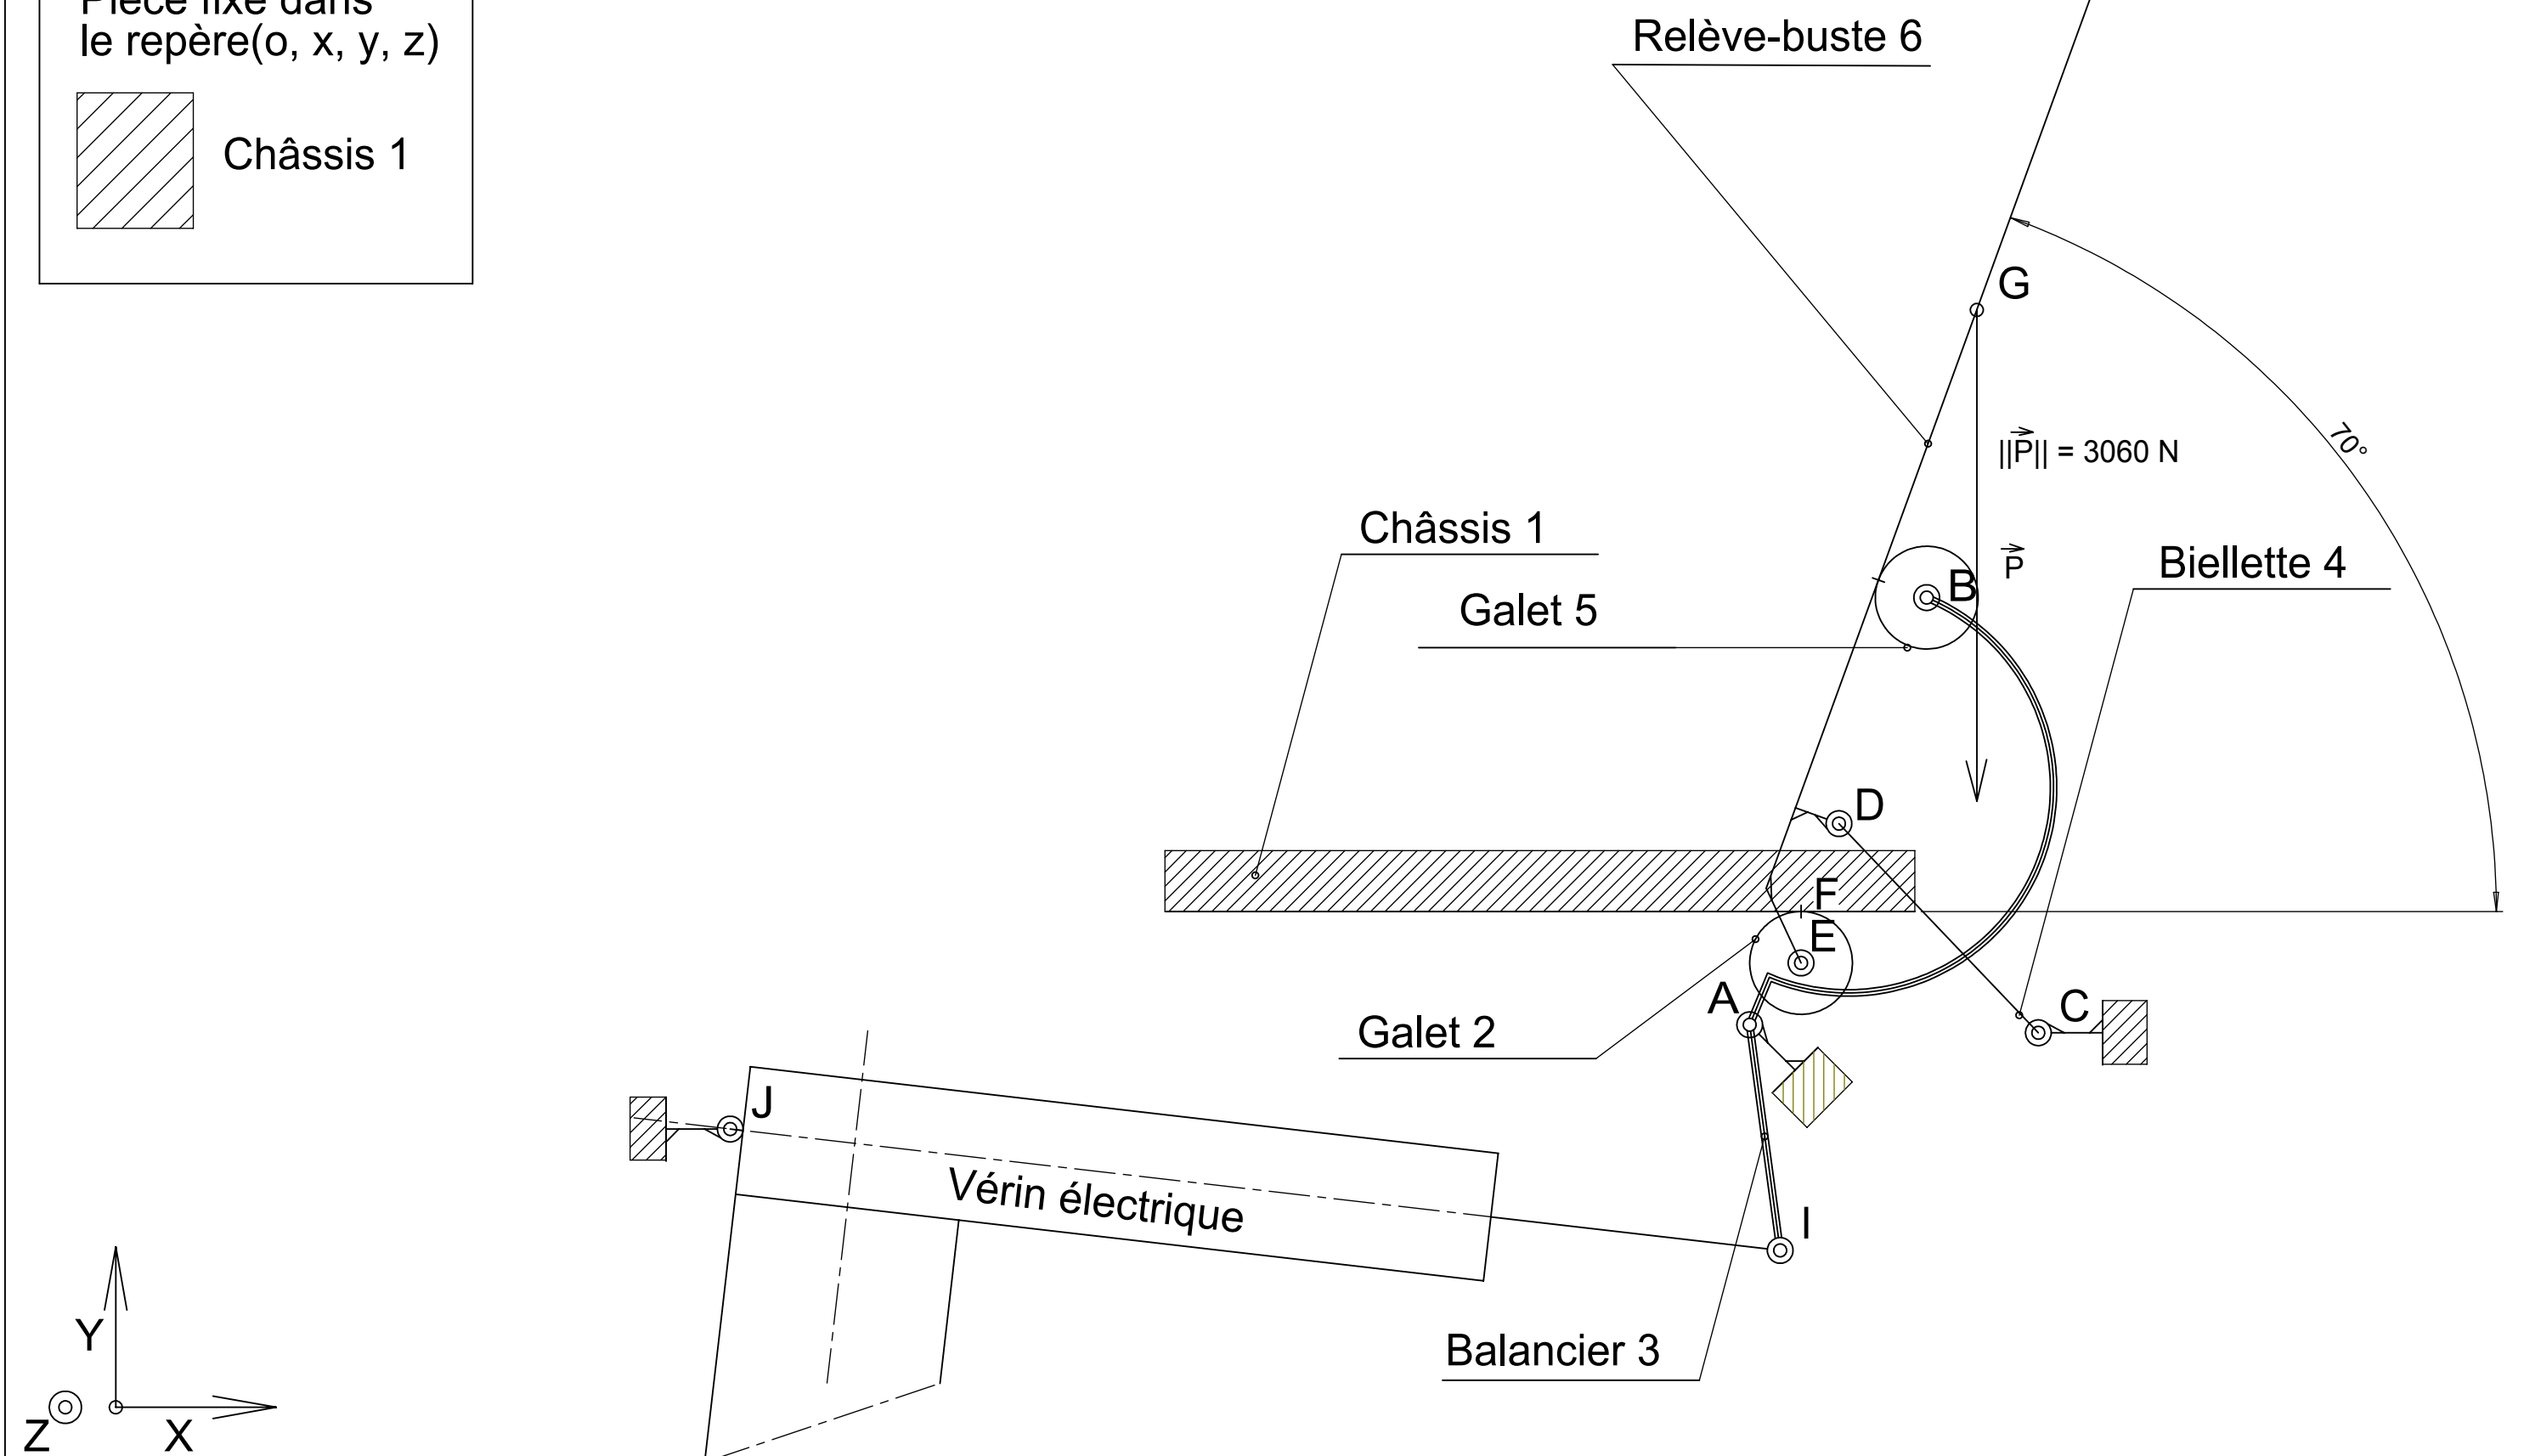 Pièce fixe dans
le repère(o, x, y, z)
Châssis 1
Relève-buste 6
G
||P|| = 3060 N
70°
P
Châssis 1
Biellette 4
B
Galet 5
D
F
E
A
C
Galet 2
J
Vérin électrique
I
Balancier 3
Y
Z
X